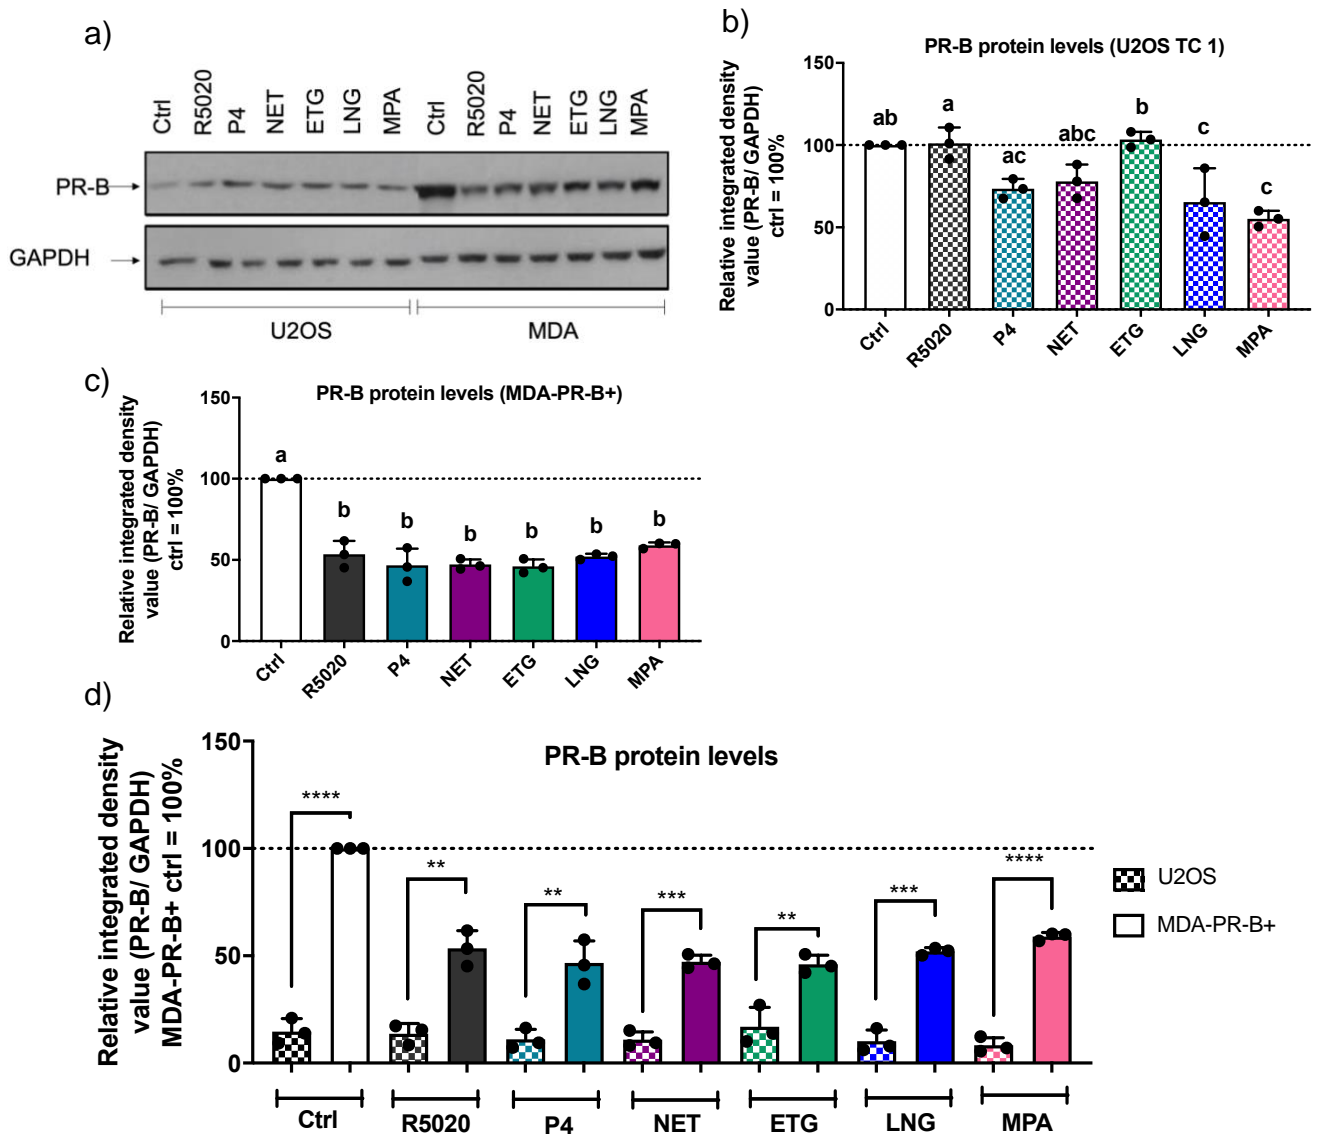 a)
Ctrl
R5020
P4
NET
ETG
LNG
MPA
Ctrl
R5020
P4
NET
ETG
LNG
MPA
PR-B
GAPDH
U2OS
MDA
b)
PR-B protein levels (U2OS TC 1)
Relative integrated density
value (PR-B/ GAPDH)
ctrl = 100%
150
100
50
0
ab
a
ac
abc
b
c
c
Ctrl
R5020
P4
NET
ETG
LNG
MPA
c)
PR-B protein levels (MDA-PR-B+)
Relative integrated density
value (PR-B/ GAPDH)
ctrl = 100%
150
100
50
0
a
b
b
b
b
b
b
Ctrl
R5020
P4
NET
ETG
LNG
MPA
d)
PR-B protein levels
Relative integrated density
value (PR-B/ GAPDH)
MDA-PR-B+ ctrl = 100%
150
100
50
0
****
**
**
***
**
***
****
U2OS
MDA-PR-B+
Ctrl
R5020
P4
NET
ETG
LNG
MPA